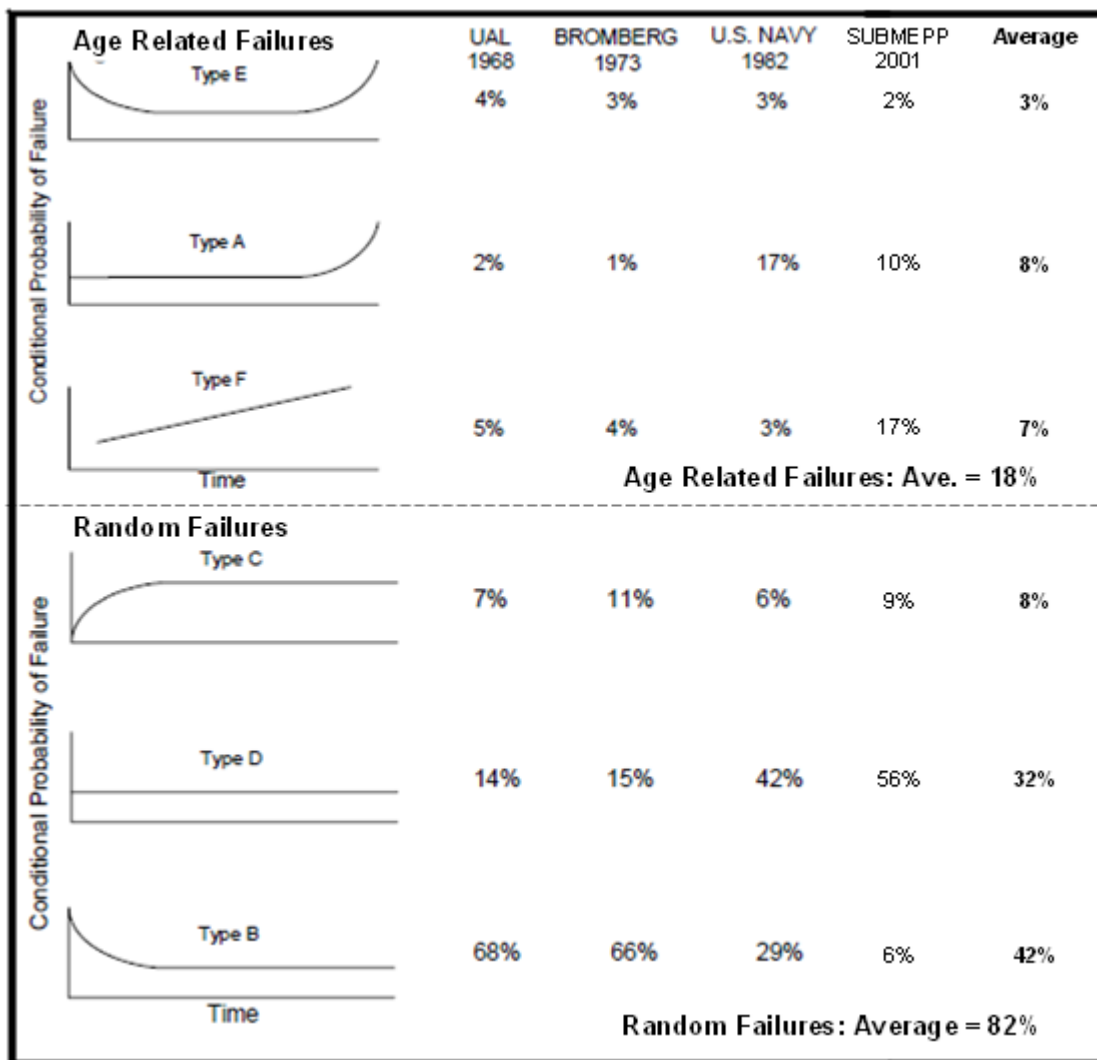 Age Related Failures UAL BROMBERG U.S. NAVY SUBMEPP Average
1968 1973 1982 2001
Type E
4% 3% 3% 2% 3%
Type A
2% 1% 17% 10% 8%
Type F
5% 4% 3% 17% 7%
Conditional Probability of Failure
Time
Age Related Failures: Ave. = 18%
Random Failures
Type C
7% 11% 6% 9% 8%
Type D
14% 15% 42% 56% 32%
Type B
68% 66% 29% 6% 42%
Conditional Probability of Failure
Time
Random Failures: Average = 82%